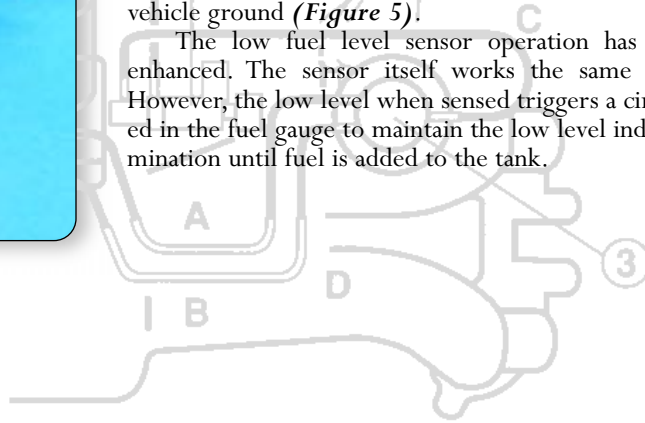 vehicle ground (Figure 5).
The low fuel level sensor operation has
enhanced. The sensor itself works the same
However, the low level when sensed triggers a cir
ed in the fuel gauge to maintain the low level ind
mination until fuel is added to the tank.
C
A
3
D
B